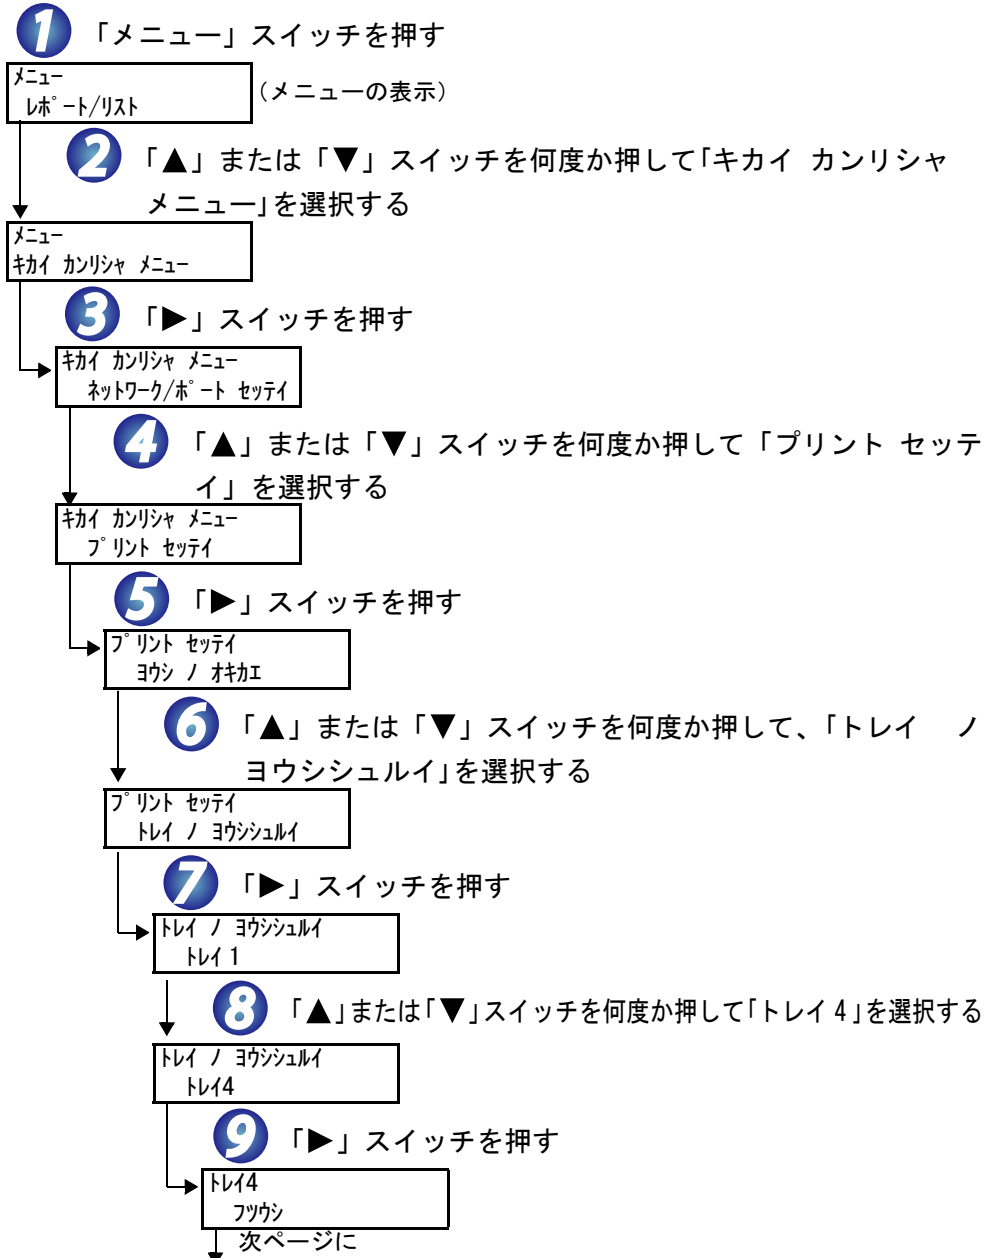 1 「メニュー」スイッチを押す
ﾒﾆｭｰ
ﾚﾎﾟｰﾄ/ﾘｽﾄ
(メニューの表示)
2 「▲」または「▼」スイッチを何度か押して｢キカイ カンリシャ
メニュー｣を選択する
ﾒﾆｭｰ
ｷｶｲ ｶﾝﾘｼｬ ﾒﾆｭｰ
3 「▶」スイッチを押す
ｷｶｲ ｶﾝﾘｼｬ ﾒﾆｭｰ
ﾈｯﾄﾜｰｸ/ﾎﾟｰﾄ ｾｯﾃｲ
4 「▲」または「▼」スイッチを何度か押して「プリント セッテ
イ」を選択する
ｷｶｲ ｶﾝﾘｼｬ ﾒﾆｭｰ
ﾌﾟﾘﾝﾄ ｾｯﾃｲ
5 「▶」スイッチを押す
ﾌﾟﾘﾝﾄ ｾｯﾃｲ
ﾖｳｼ ﾉ ｵｷｶｴ
6 「▲」または「▼」スイッチを何度か押して、｢トレイ ノ
ヨウシシュルイ｣を選択する
ﾌﾟﾘﾝﾄ ｾｯﾃｲ
ﾄﾚｲ ﾉ ﾖｳｼｼｭﾙｲ
7 「▶」スイッチを押す
ﾄﾚｲ ﾉ ﾖｳｼｼｭﾙｲ
ﾄﾚｲ 1
8 「▲｣または｢▼｣スイッチを何度か押して｢トレイ 4｣を選択する
ﾄﾚｲ ﾉ ﾖｳｼｼｭﾙｲ
ﾄﾚｲ4
9 「▶」スイッチを押す
ﾄﾚｲ4
ﾌﾂｳｼ
次ページに